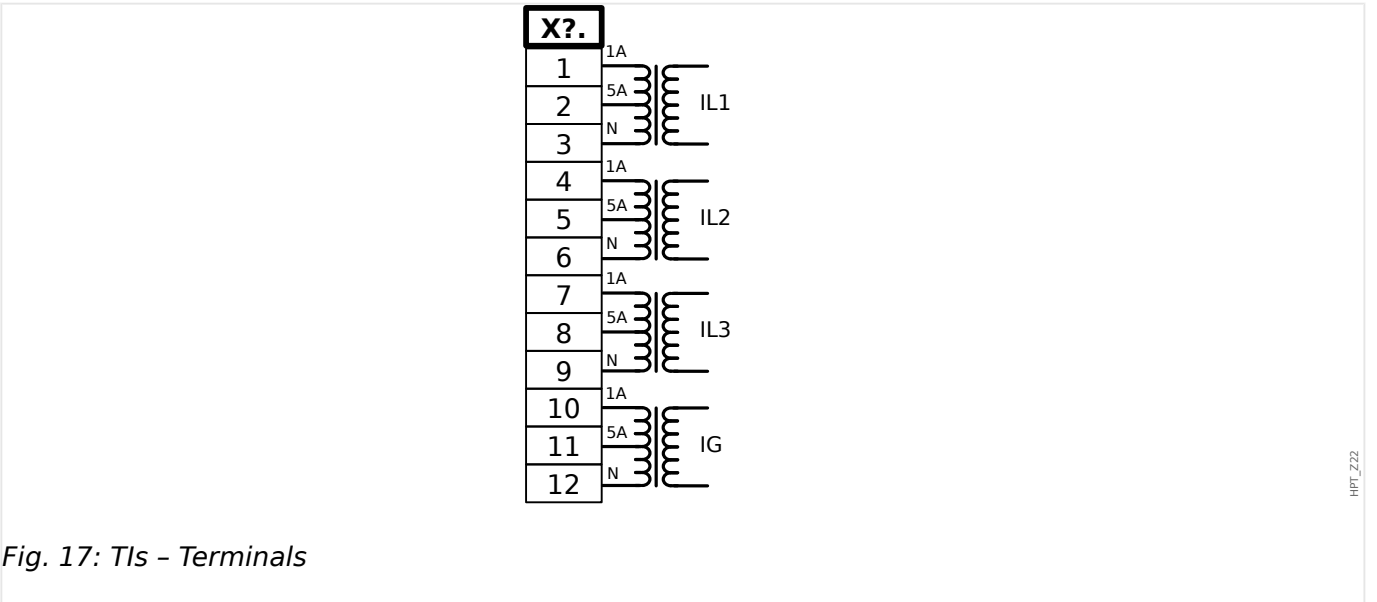 X?.
1A
1
5A
2
IL1
N
3
1A
4
5A
5
IL2
N
6
1A
7
5A
8
IL3
N
9
1A
10
5A
11
IG
N
12
HPT_Z22
Fig. 17: TIs – Terminals